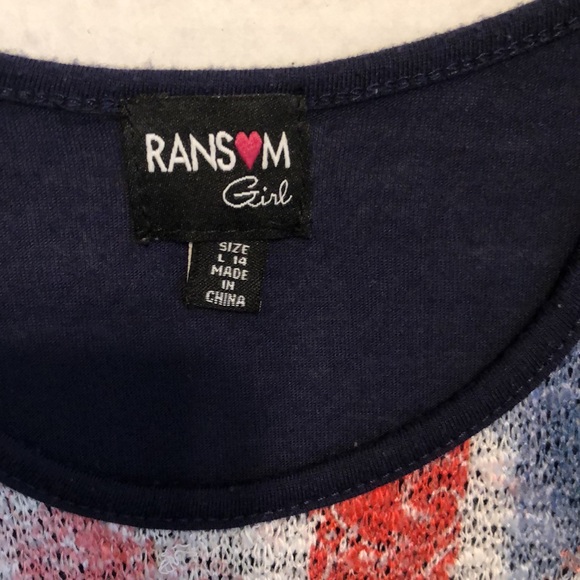 RANS♥M
Girl
SIZE
L 14
MADE
IN
CHINA